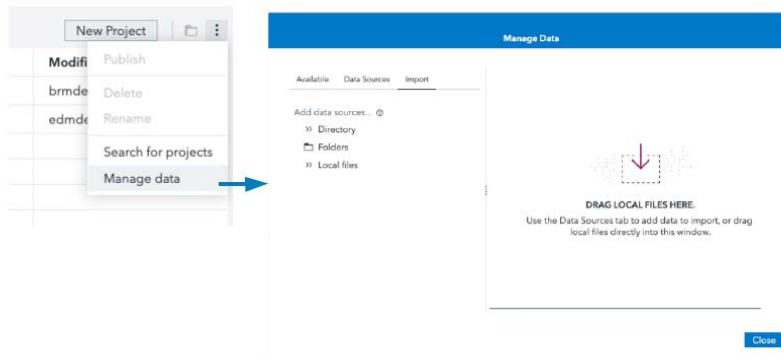 New Project
Modifi
Publish
brmde
Delete
edmde
Rename
Search for projects
Manage data
Manage Data
Available Data Sources Import
Add data sources...
Directory
Folders
Local files
DRAG LOCAL FILES HERE.
Use the Data Sources tab to add data to import, or drag
local files directly into this window.
Close